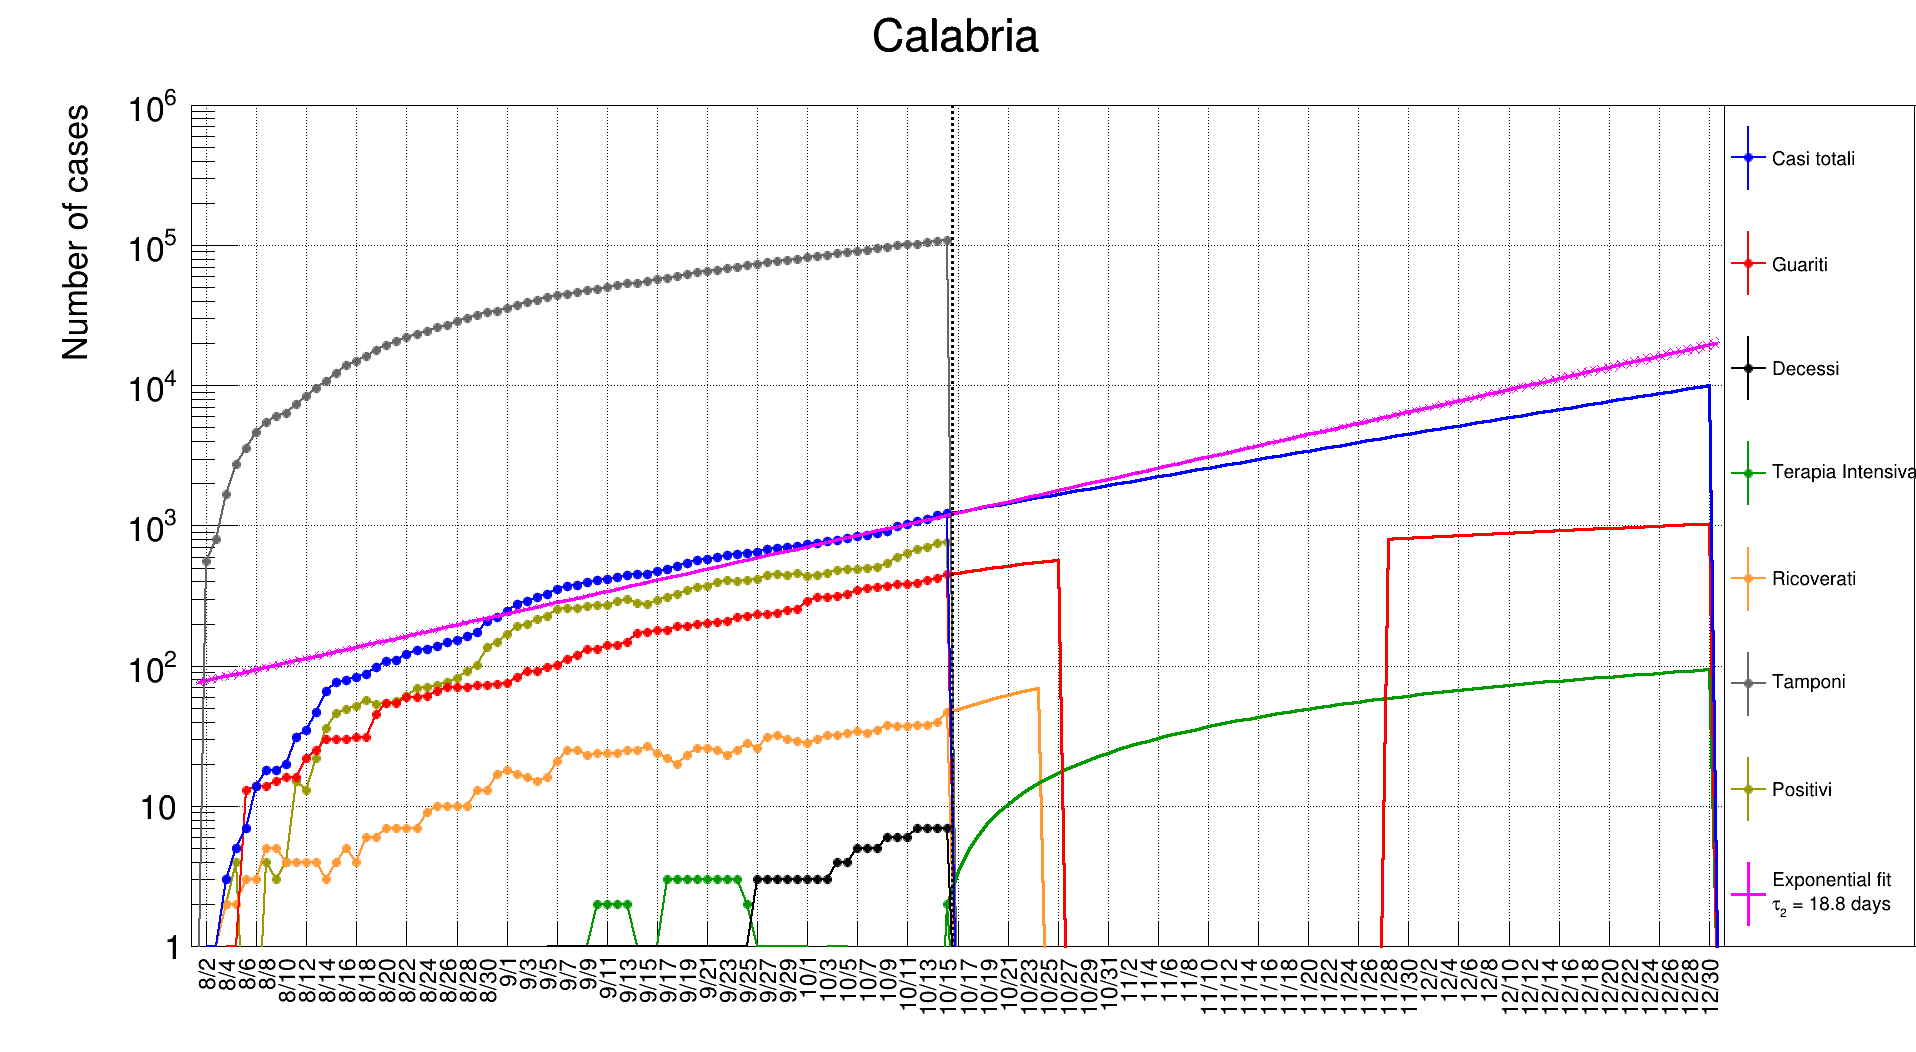 Calabria
Number of cases
10^6
10^5
10^4
10^3
10^2
10
1
8/2 8/4 8/6 8/8 8/10 8/12 8/14 8/16 8/18 8/20 8/22 8/24 8/26 8/28 8/30 9/1 9/3 9/5 9/7 9/9 9/11 9/13 9/15 9/17 9/19 9/21 9/23 9/25 9/27 9/29 10/1 10/3 10/5 10/7 10/9 10/11 10/13 10/15 10/17 10/19 10/21 10/23 10/25 10/27 10/29 10/31 11/2 11/4 11/6 11/8 11/10 11/12 11/14 11/16 11/18 11/20 11/22 11/24 11/26 11/28 11/30 12/2 12/4 12/6 12/8 12/10 12/12 12/14 12/16 12/18 12/20 12/22 12/24 12/26 12/28 12/30
Casi totali
Guariti
Decessi
Terapia Intensiva
Ricoverati
Tamponi
Positivi
Exponential fit
τ₂ = 18.8 days